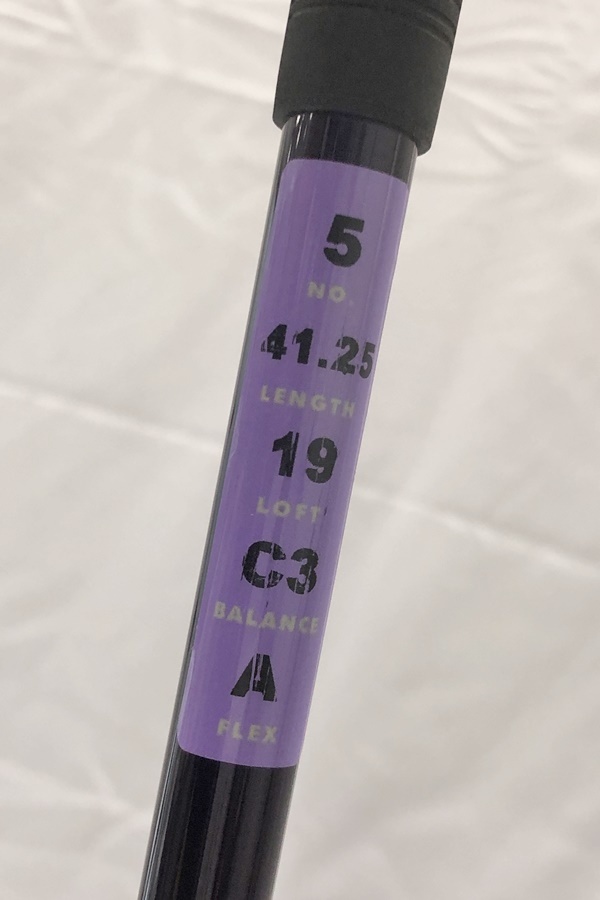 5
NO.
41.25
LENGTH
19
LOFT
C3
BALANCE
A
FLEX